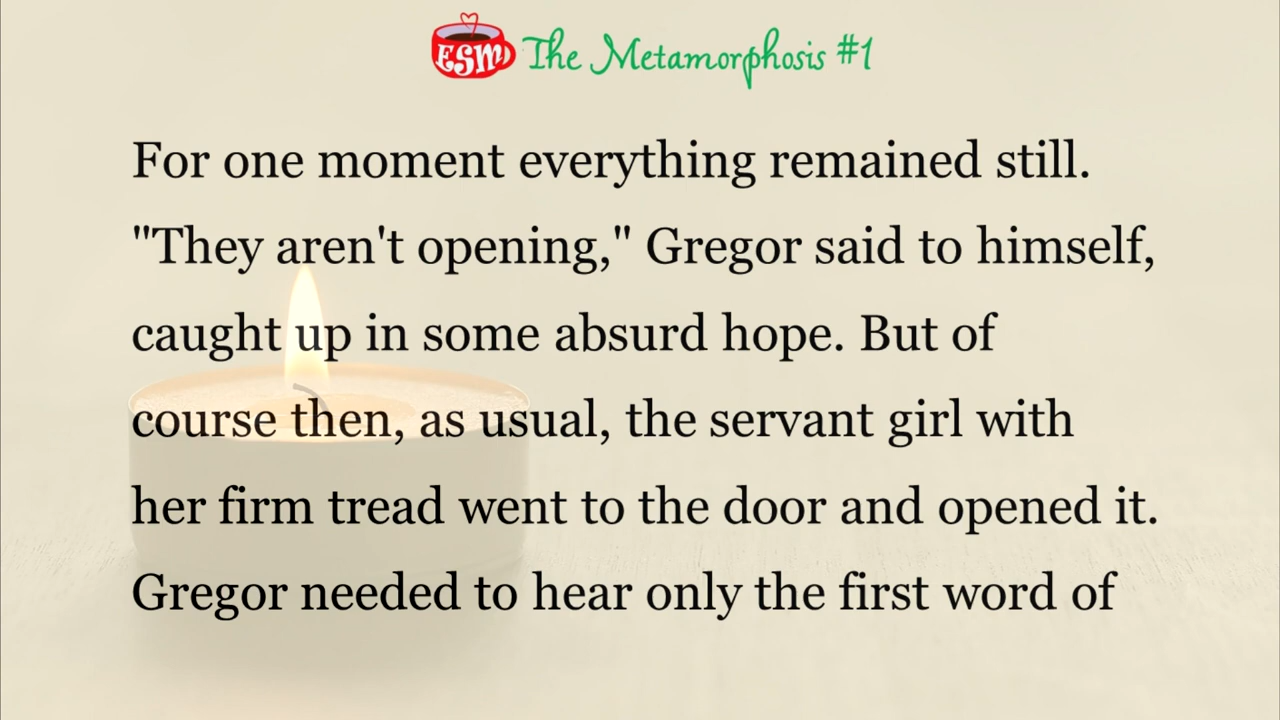 ESM The Metamorphosis #1
For one moment everything remained still.
"They aren't opening," Gregor said to himself,
caught up in some absurd hope. But of
course then, as usual, the servant girl with
her firm tread went to the door and opened it.
Gregor needed to hear only the first word of